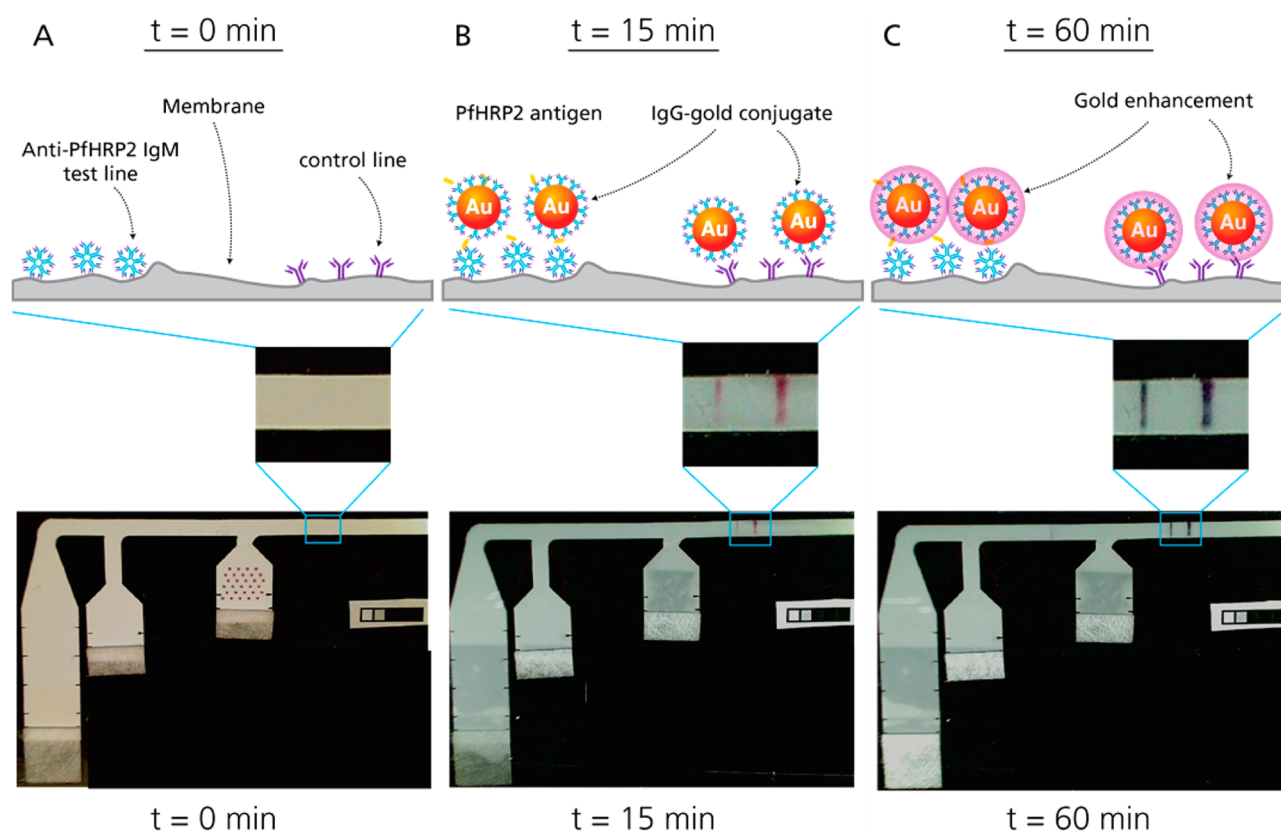 A
t = 0 min
B
t = 15 min
C
t = 60 min
Membrane
Anti-PfHRP2 IgM
test line
control line
PfHRP2 antigen
IgG-gold conjugate
Gold enhancement
Au
Au
Au
Au
Au
Au
Au
Au
t = 0 min
t = 15 min
t = 60 min